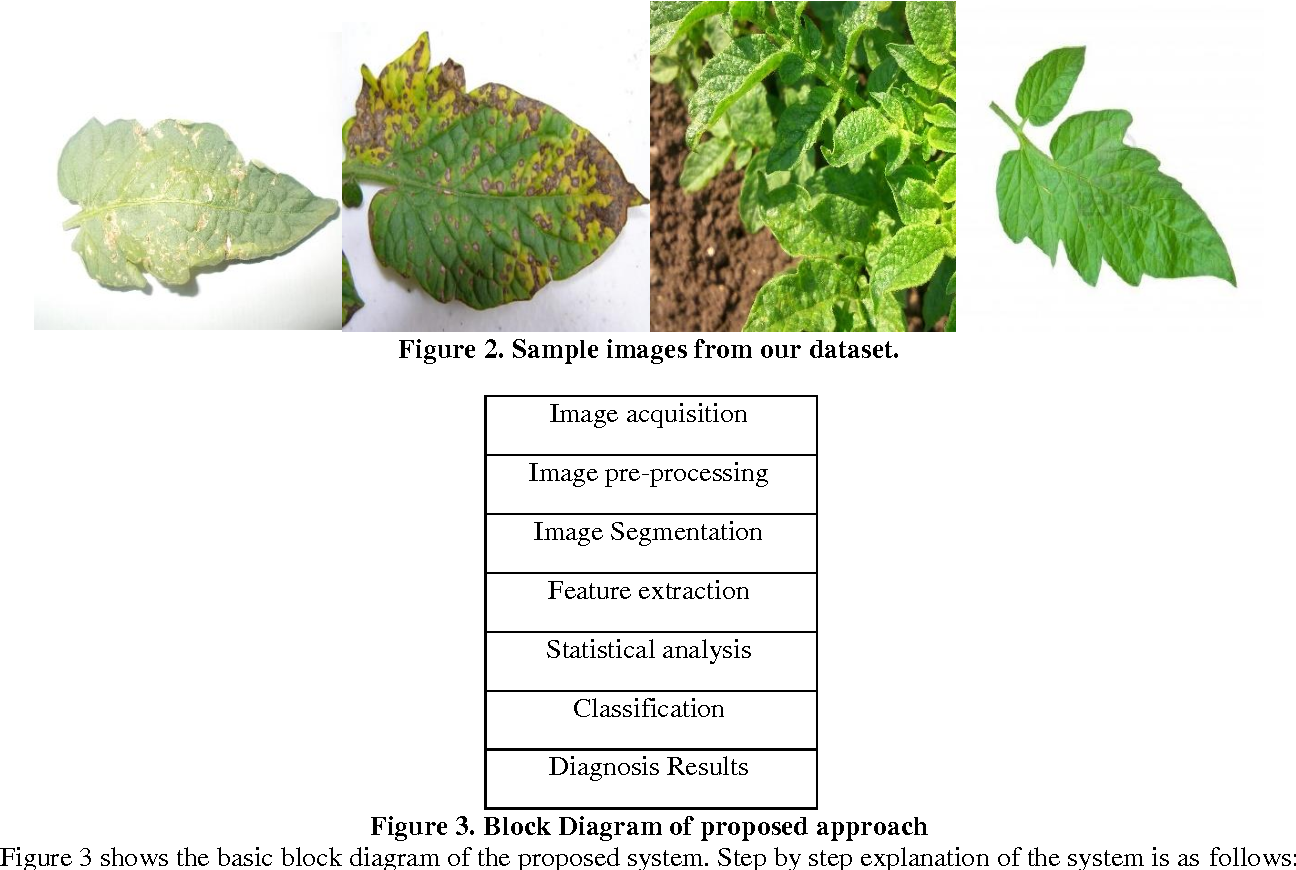 Figure 2. Sample images from our dataset.
Image acquisition
Image pre-processing
Image Segmentation
Feature extraction
Statistical analysis
Classification
Diagnosis Results
Figure 3. Block Diagram of proposed approach
Figure 3 shows the basic block diagram of the proposed system. Step by step explanation of the system is as follows: